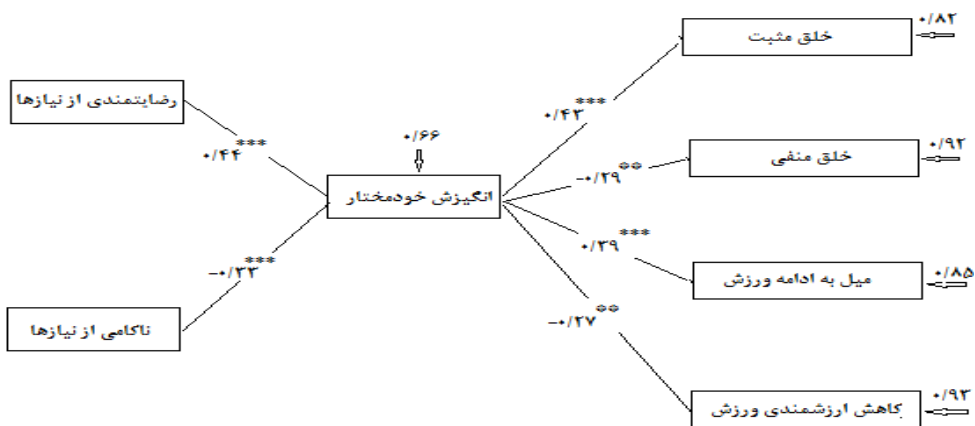 ۰/۸۲
خلق مثبت
رضایتمندی از نیازها
۰/۴۴***
۰/۴۳***
۰/۶۶
۰/۹۲
خلق منفی
-۰/۲۹**
انگیزش خودمختار
۰/۳۹***
۰/۸۵
میل به ادامه ورزش
-۰/۳۳***
ناکامی از نیازها
-۰/۲۷**
۰/۹۳
کاهش ارزشمندی ورزش